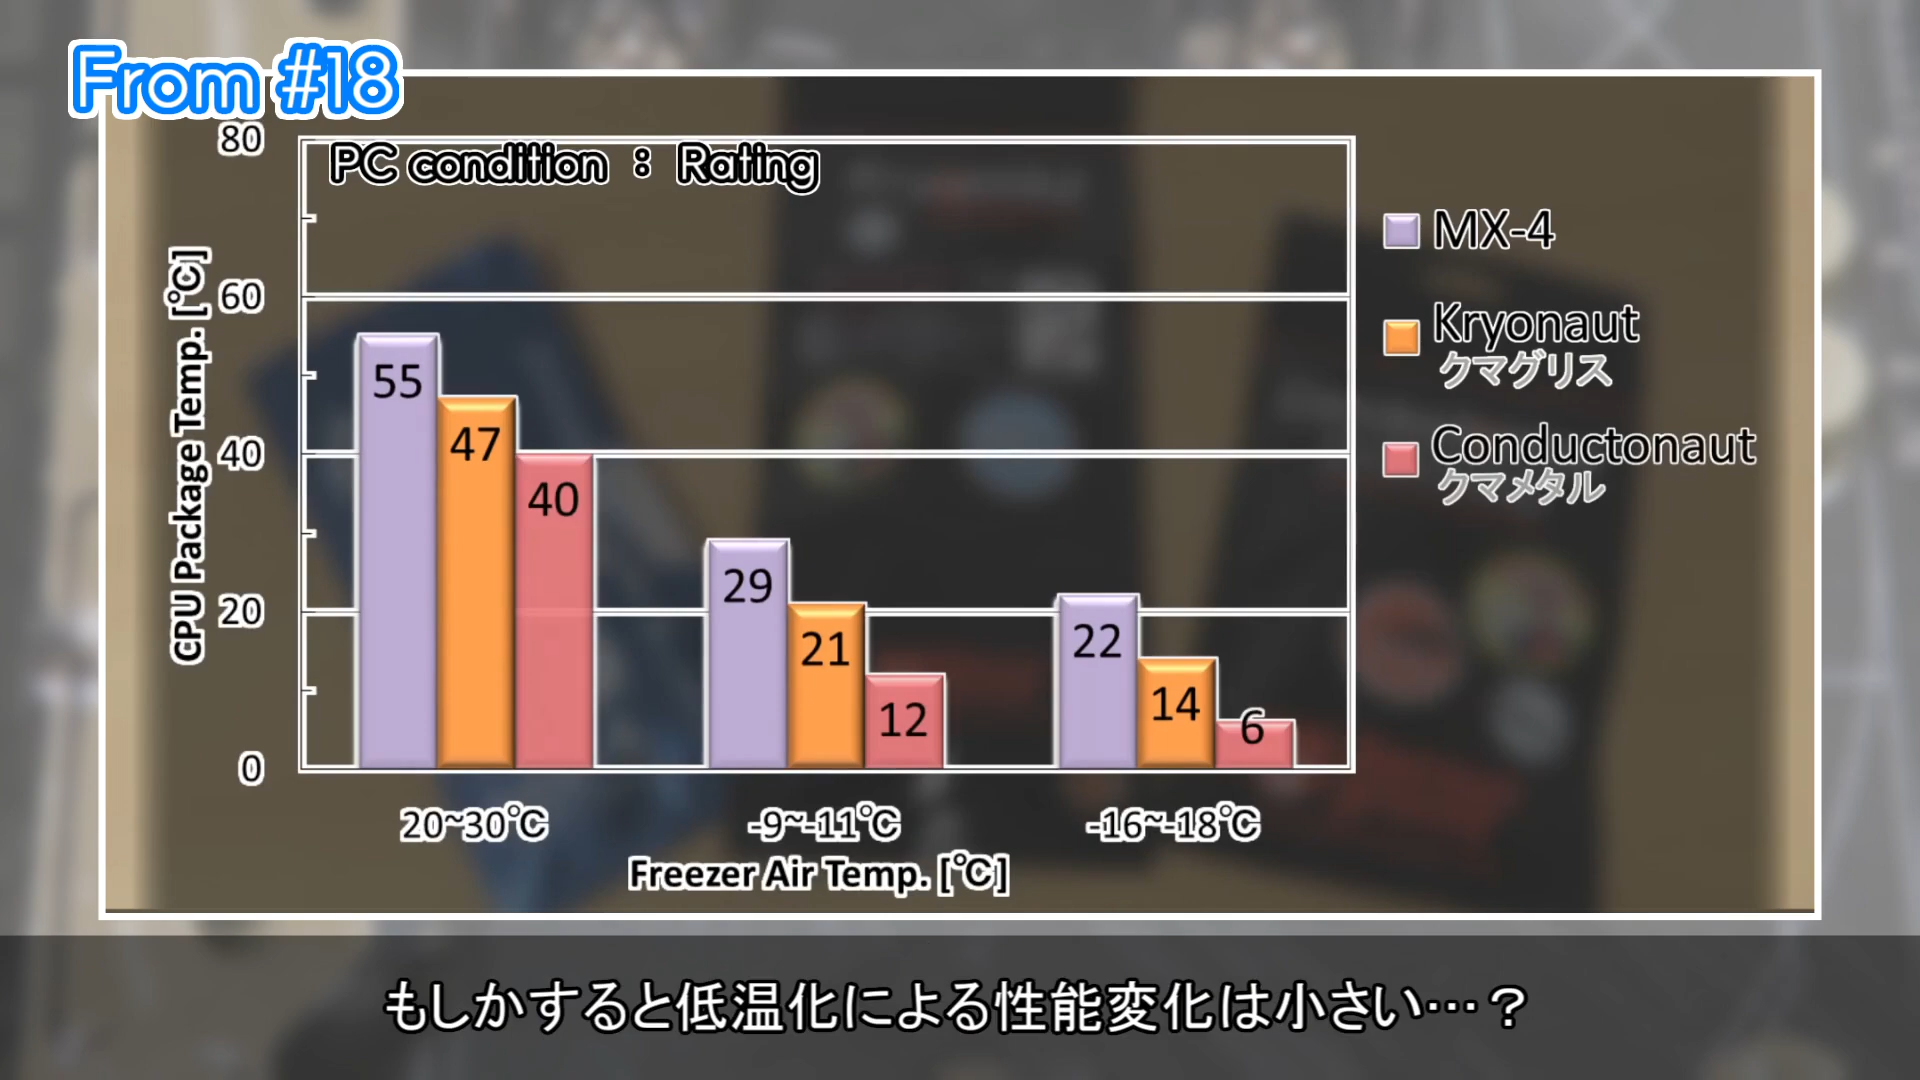 From #18
PC condition : Rating
CPU Package Temp. [℃]
80
60
40
20
0
55
47
40
29
21
12
22
14
6
20~30℃
-9~-11℃
-16~-18℃
Freezer Air Temp. [℃]
MX-4
Kryonaut
クマグリス
Conductonaut
クマメタル
もしかすると低温化による性能変化は小さい…？